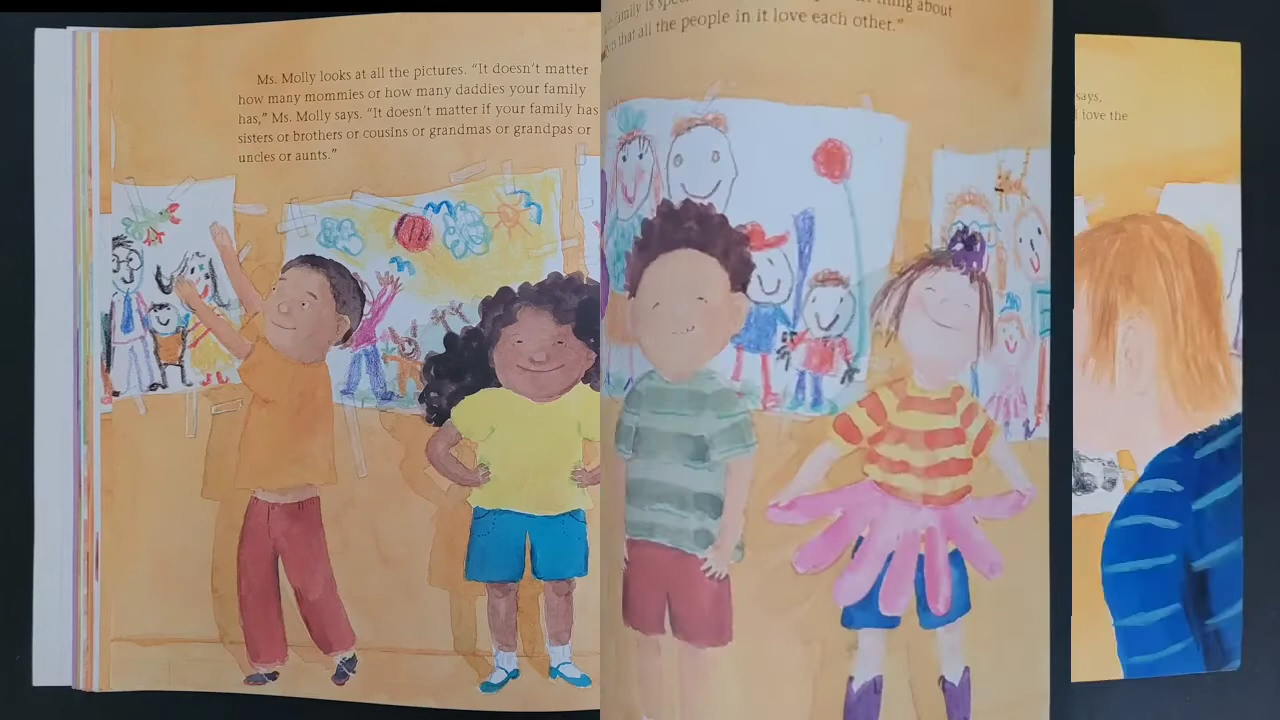 Ms. Molly looks at all the pictures. “It doesn’t matter
how many mommies or how many daddies your family
has,” Ms. Molly says. “It doesn’t matter if your family has
sisters or brothers or cousins or grandmas or grandpas or
uncles or aunts.”
family is about
that all the people in it love each other.”
says,
love the